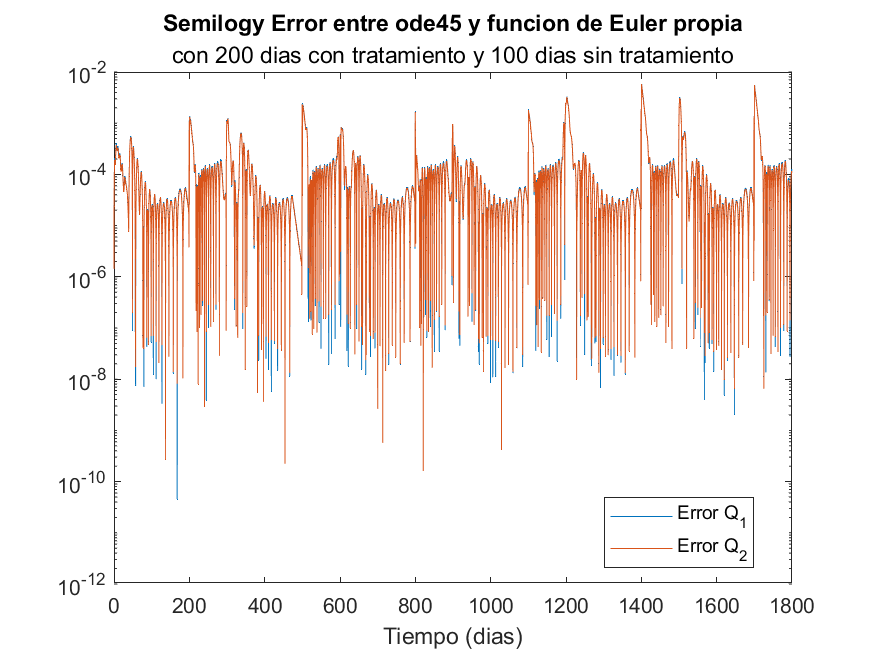 Semilogy Error entre ode45 y funcion de Euler propia
con 200 dias con tratamiento y 100 dias sin tratamiento
10^-2
10^-4
10^-6
10^-8
10^-10
10^-12
Error Q_1
Error Q_2
0 200 400 600 800 1000 1200 1400 1600 1800
Tiempo (dias)